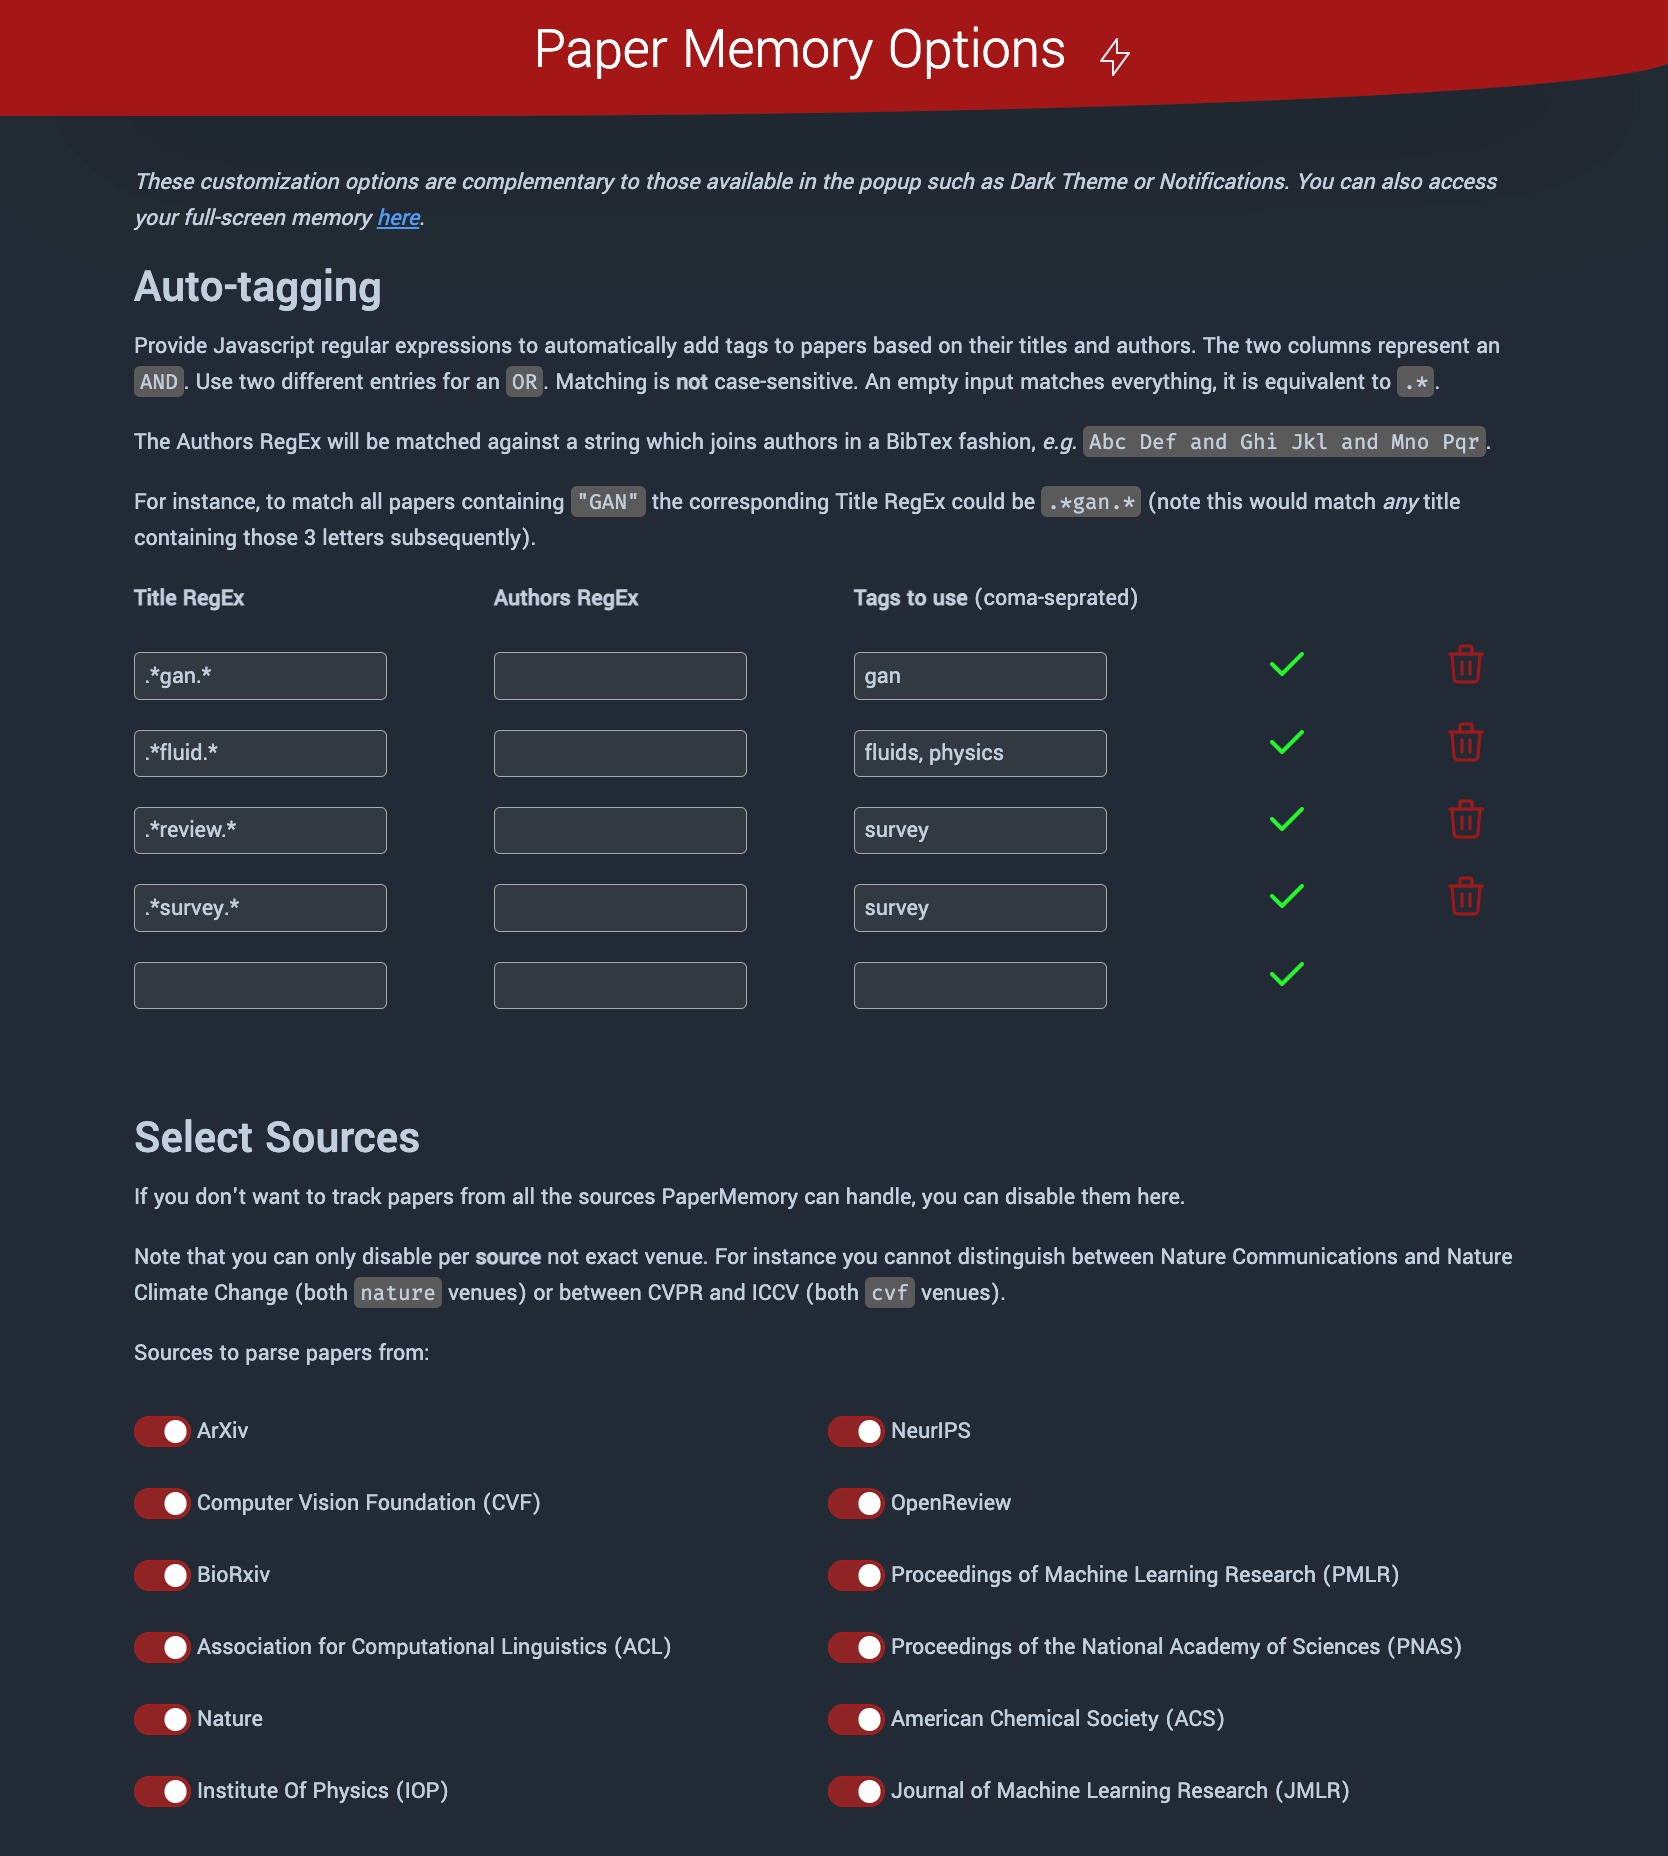 Paper Memory Options
These customization options are complementary to those available in the popup such as Dark Theme or Notifications. You can also access
your full-screen memory here.
Auto-tagging
Provide Javascript regular expressions to automatically add tags to papers based on their titles and authors. The two columns represent an
AND. Use two different entries for an OR. Matching is not case-sensitive. An empty input matches everything, it is equivalent to .*.
The Authors RegEx will be matched against a string which joins authors in a BibTex fashion, e.g. Abc Def and Ghi Jkl and Mno Pqr.
For instance, to match all papers containing "GAN" the corresponding Title RegEx could be .*gan.* (note this would match any title
containing those 3 letters subsequently).
Title RegEx Authors RegEx Tags to use (coma-seprated)
.*gan.* gan
.*fluid.* fluids, physics
.*review.* survey
.*survey.* survey
Select Sources
If you don't want to track papers from all the sources PaperMemory can handle, you can disable them here.
Note that you can only disable per source not exact venue. For instance you cannot distinguish between Nature Communications and Nature
Climate Change (both nature venues) or between CVPR and ICCV (both cvf venues).
Sources to parse papers from:
ArXiv NeurIPS
Computer Vision Foundation (CVF) OpenReview
BioRxiv Proceedings of Machine Learning Research (PMLR)
Association for Computational Linguistics (ACL) Proceedings of the National Academy of Sciences (PNAS)
Nature American Chemical Society (ACS)
Institute Of Physics (IOP) Journal of Machine Learning Research (JMLR)